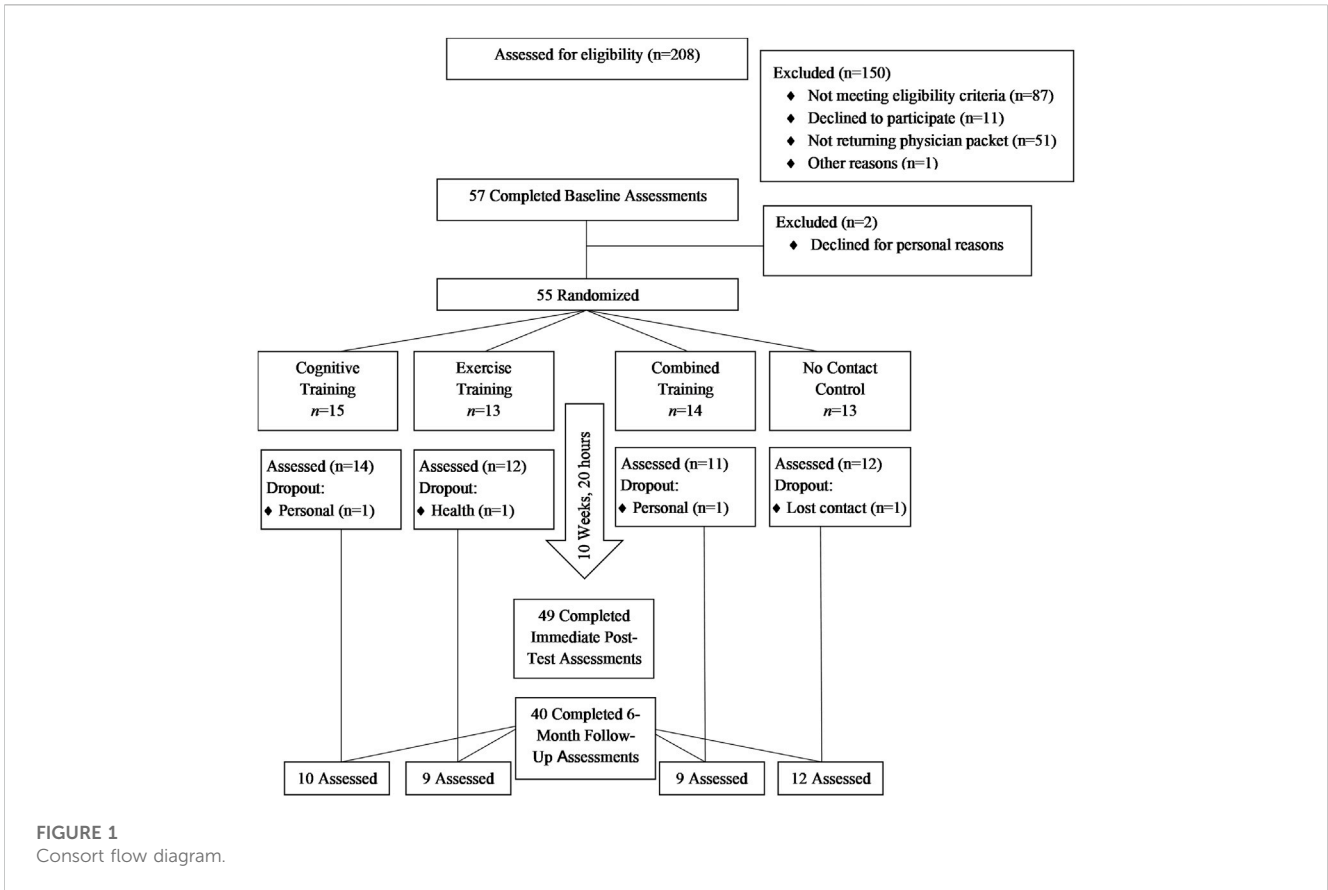 Assessed for eligibility (n=208)
Excluded (n=150)
♦ Not meeting eligibility criteria (n=87)
♦ Declined to participate (n=11)
♦ Not returning physician packet (n=51)
♦ Other reasons (n=1)
57 Completed Baseline Assessments
Excluded (n=2)
♦ Declined for personal reasons
55 Randomized
Cognitive
Training
n=15
Exercise
Training
n=13
Combined
Training
n=14
No Contact
Control
n=13
Assessed (n=14)
Dropout:
♦ Personal (n=1)
Assessed (n=12)
Dropout:
♦ Health (n=1)
10 Weeks, 20 hours
Assessed (n=11)
Dropout:
♦ Personal (n=1)
Assessed (n=12)
Dropout:
♦ Lost contact (n=1)
49 Completed
Immediate Post-
Test Assessments
40 Completed 6-
Month Follow-
Up Assessments
10 Assessed
9 Assessed
9 Assessed
12 Assessed
FIGURE 1
Consort flow diagram.